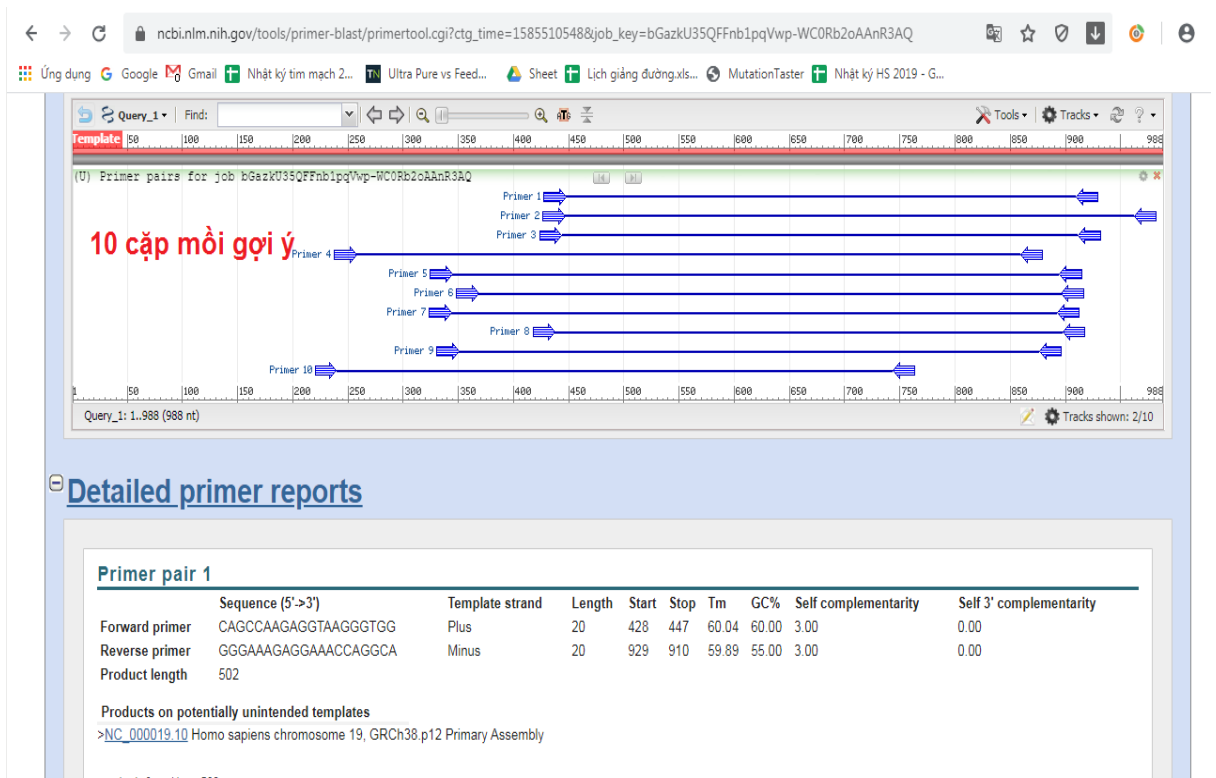 ncbi.nlm.nih.gov/tools/primer-blast/primertool.cgi?ctg_time=1585510548&job_key=bGazkU35QFFnb1pqVwp-WC0Rb2oAAnR3AQ
Ứng dụng Google Gmail Nhật ký tim mạch 2... TN Ultra Pure vs Feed... Sheet Lịch giảng đường.xls... MutationTaster Nhật ký HS 2019 - G...
Query_1 Find: Tools Tracks ?
Template 50 100 150 200 250 300 350 400 450 500 550 600 650 700 750 800 850 900 988
(U) Primer pairs for job bGazkU35QFFnb1pqVwp-WC0Rb2oAAnR3AQ
Primer 1
Primer 2
Primer 3
10 cặp mồi gợi ý
Primer 4
Primer 5
Primer 6
Primer 7
Primer 8
Primer 9
Primer 10
1 50 100 150 200 250 300 350 400 450 500 550 600 650 700 750 800 850 900 988
Query_1: 1..988 (988 nt) Tracks shown: 2/10
Detailed primer reports
Primer pair 1
Sequence (5'->3') Template strand Length Start Stop Tm GC% Self complementarity Self 3' complementarity
Forward primer CAGCCAAGAGGTAAGGGTGG Plus 20 428 447 60.04 60.00 3.00 0.00
Reverse primer GGGAAAGAGGAAACCAGGCA Minus 20 929 910 59.89 55.00 3.00 0.00
Product length 502
Products on potentially unintended templates
>NC_000019.10 Homo sapiens chromosome 19, GRCh38.p12 Primary Assembly